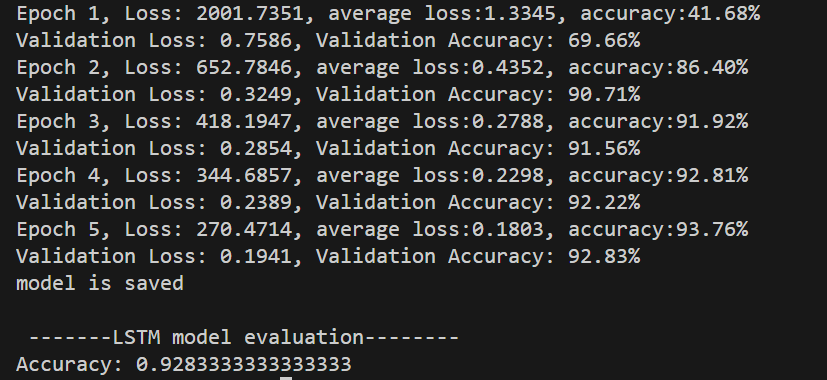 Epoch 1, Loss: 2001.7351, average loss:1.3345, accuracy:41.68%
Validation Loss: 0.7586, Validation Accuracy: 69.66%
Epoch 2, Loss: 652.7846, average loss:0.4352, accuracy:86.40%
Validation Loss: 0.3249, Validation Accuracy: 90.71%
Epoch 3, Loss: 418.1947, average loss:0.2788, accuracy:91.92%
Validation Loss: 0.2854, Validation Accuracy: 91.56%
Epoch 4, Loss: 344.6857, average loss:0.2298, accuracy:92.81%
Validation Loss: 0.2389, Validation Accuracy: 92.22%
Epoch 5, Loss: 270.4714, average loss:0.1803, accuracy:93.76%
Validation Loss: 0.1941, Validation Accuracy: 92.83%
model is saved
-------LSTM model evaluation--------
Accuracy: 0.9283333333333333